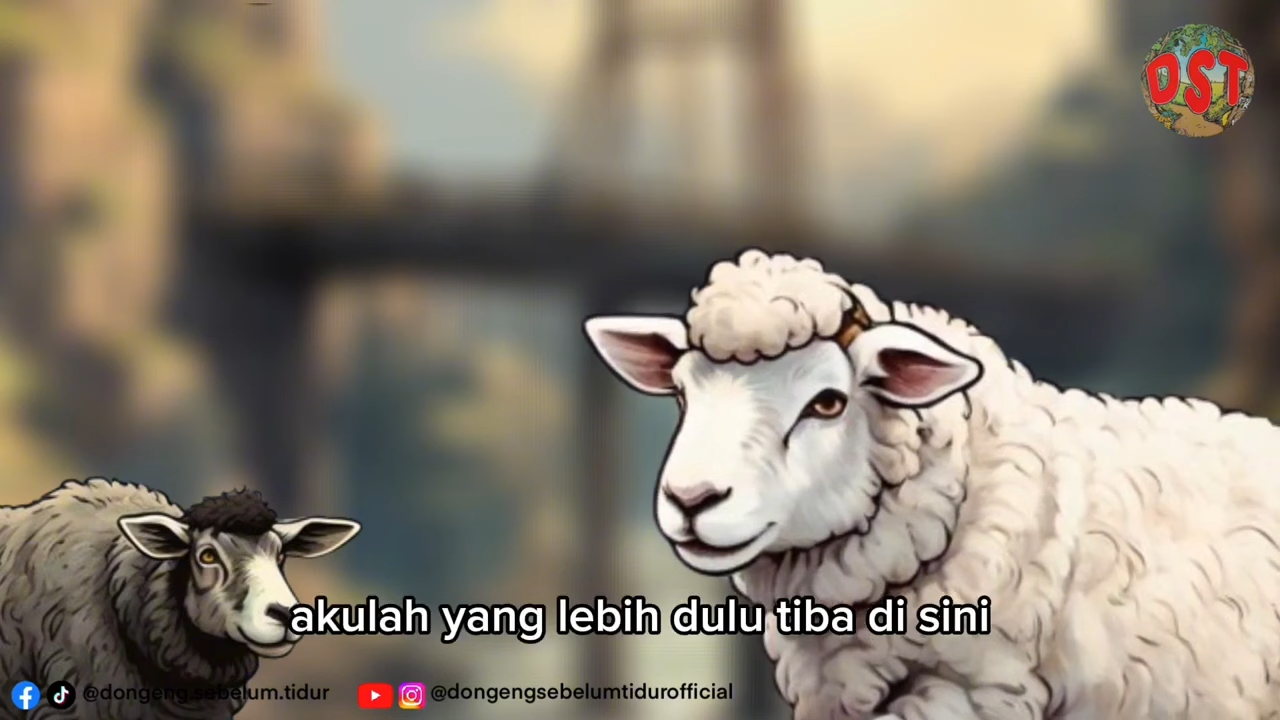 DST
akulah yang lebih dulu tiba di sini
@dongeng.sebelum.tidur @dongengsebelumtidurofficial